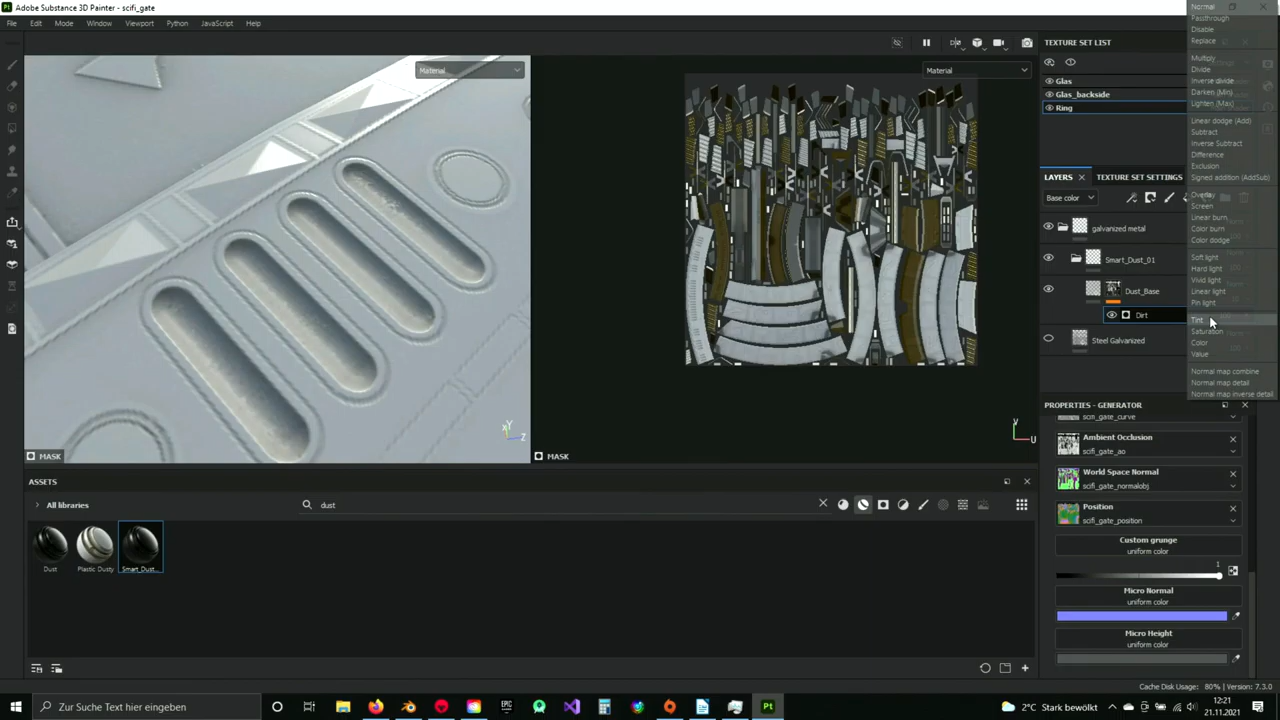 Adobe Substance 3D Painter - scifi_gate
File Edit Mode Window Viewport Python JavaScript Help
Material
Material
MASK
MASK
X Y Z
Y U
TEXTURE SET LIST
Glas
Glas_backside
Ring
LAYERS TEXTURE SET SETTINGS
Base color
galvanized metal
Smart_Dust_01
Dust_Base
Dirt
Steel Galvanized
Normal
Passthrough
Disable
Replace
Multiply
Divide
Inverse divide
Darken (Min)
Lighten (Max)
Linear dodge (Add)
Subtract
Inverse Subtract
Difference
Exclusion
Signed addition (AddSub)
Overlay
Screen
Linear burn
Color burn
Color dodge
Soft light
Hard light
Vivid light
Linear light
Pin light
Tint
Saturation
Color
Value
Normal map combine
Normal map detail
Normal map inverse detail
PROPERTIES - GENERATOR
scifi_gate_curve
Ambient Occlusion
scifi_gate_ao
World Space Normal
scifi_gate_normalobj
Position
scifi_gate_position
Custom grunge
uniform color
1
Micro Normal
uniform color
Micro Height
uniform color
ASSETS
All libraries
dust
Dust Plastic Dusty Smart_Dust...
Cache Disk Usage: 80% | Version: 7.3.0
Zur Suche Text hier eingeben
EPIC
Pt
2°C Stark bewölkt
12:21
21.11.2021